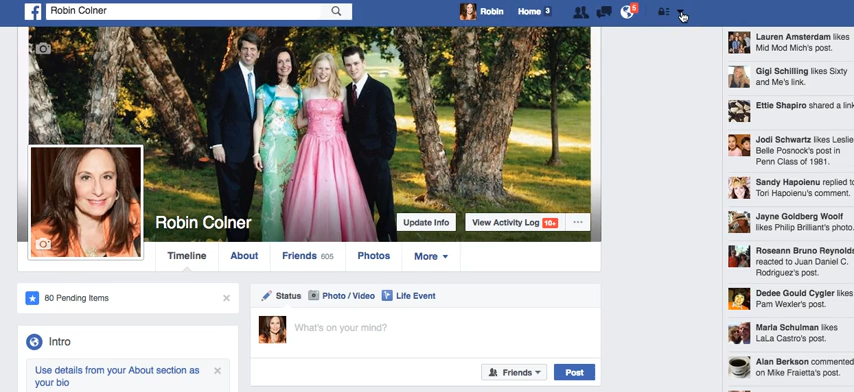 f
Robin Colner
Robin
Home 3
5
Robin Colner
Update Info
View Activity Log 10+
...
Timeline
About
Friends 605
Photos
More
80 Pending Items
Intro
Use details from your About section as
your bio
Status
Photo / Video
Life Event
What's on your mind?
Friends
Post
Lauren Amsterdam likes
Mid Mod Mich's post.
Gigi Schilling likes Sixty
and Me's link.
Ettie Shapiro shared a link
Jodi Schwartz likes Leslie
Belle Posnock's post in
Penn Class of 1981.
Sandy Hapoienu replied to
Tori Hapoienu's comment.
Jayne Goldberg Woolf
likes Philip Brilliant's photo.
Roseann Bruno Reynolds
reacted to Juan Daniel C.
Rodriguez's post.
Dedee Gould Cygler likes
Pam Wexler's post.
Marla Schulman likes
LaLa Castro's post.
Alan Berkson commented
on Mike Fraietta's post.